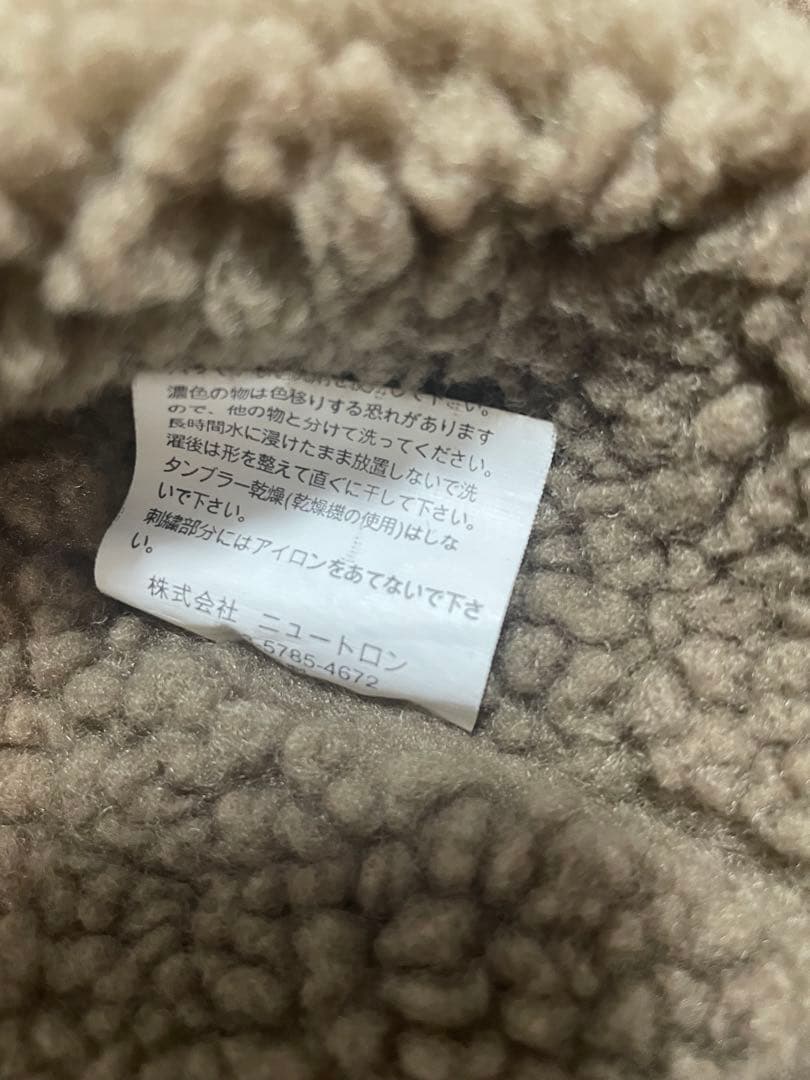 て下さい。
濃色の物は色移りする恐れがあります
ので、他の物と分けて洗ってください。
長時間水に浸けたまま放置しないで洗
濯後は形を整えて直ぐに干して下さい。
タンブラー乾燥(乾燥機の使用)はしな
いで下さい。
刺繍部分にはアイロンをあてないで下さ
い。
株式会社 ニュートロン
5785-4672